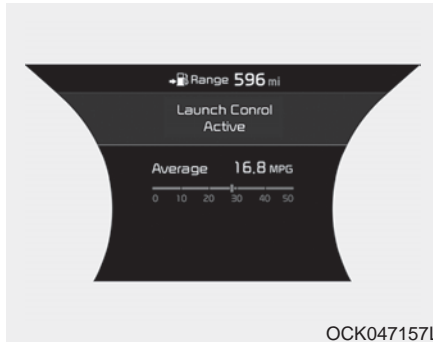 Range 596 mi
Launch Conrol
Active
Average 16.8 MPG
0 10 20 30 40 50
OCK047157L